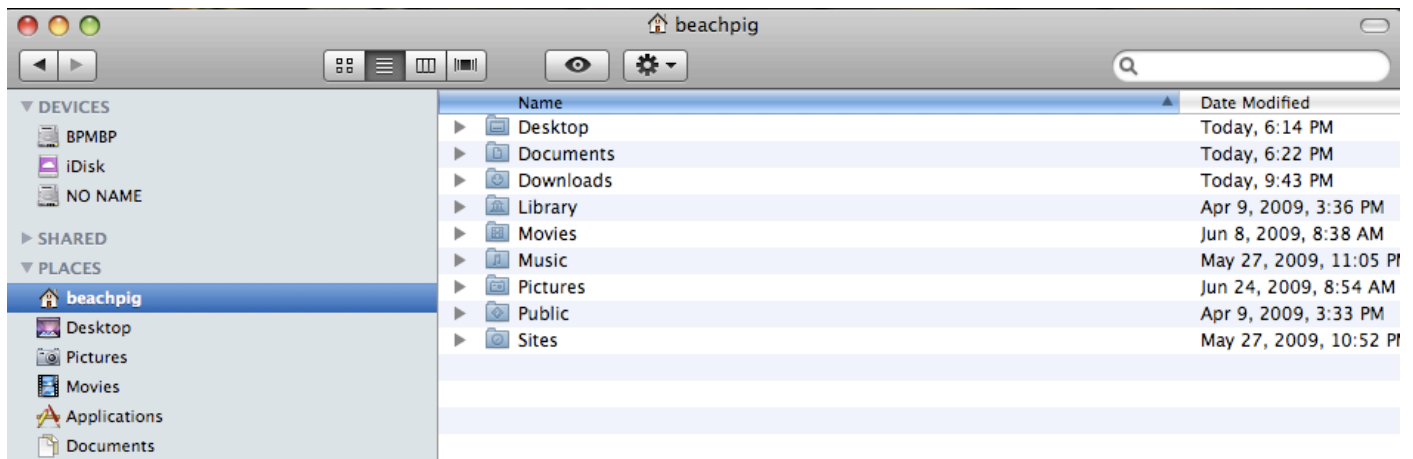 beachpig
DEVICES
BPMBP
iDisk
NO NAME
SHARED
PLACES
beachpig
Desktop
Pictures
Movies
Applications
Documents
Name Date Modified
Desktop Today, 6:14 PM
Documents Today, 6:22 PM
Downloads Today, 9:43 PM
Library Apr 9, 2009, 3:36 PM
Movies Jun 8, 2009, 8:38 AM
Music May 27, 2009, 11:05 P
Pictures Jun 24, 2009, 8:54 AM
Public Apr 9, 2009, 3:33 PM
Sites May 27, 2009, 10:52 P